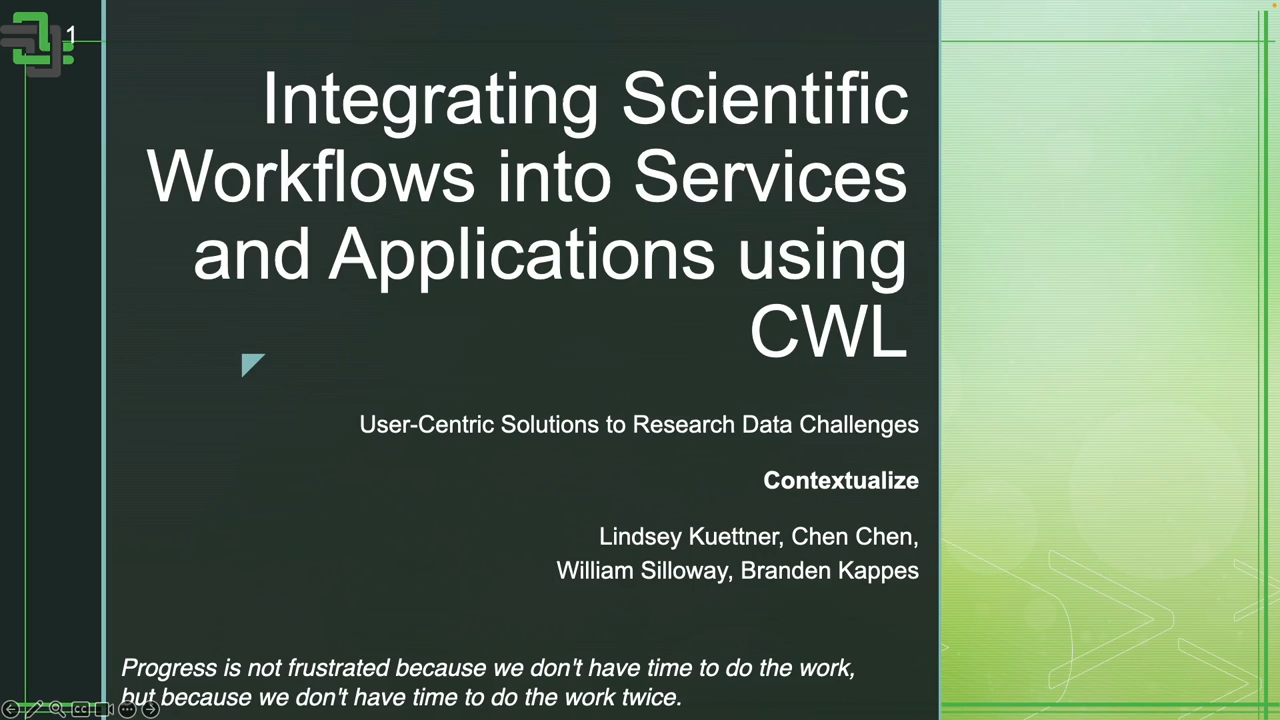 1
Integrating Scientific
Workflows into Services
and Applications using
CWL
User-Centric Solutions to Research Data Challenges
Contextualize
Lindsey Kuettner, Chen Chen,
William Silloway, Branden Kappes
Progress is not frustrated because we don't have time to do the work,
but because we don't have time to do the work twice.
CC